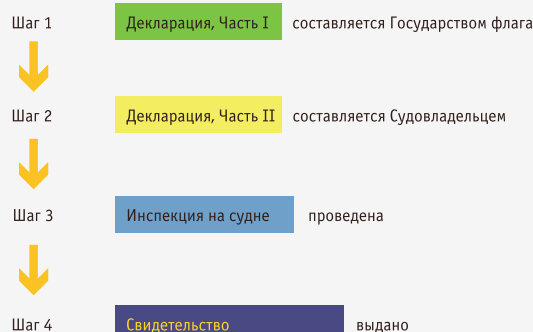 Шаг 1 Декларация, Часть I составляется Государством флага
Шаг 2 Декларация, Часть II составляется Судовладельцем
Шаг 3 Инспекция на судне проведена
Шаг 4 Свидетельство выдано